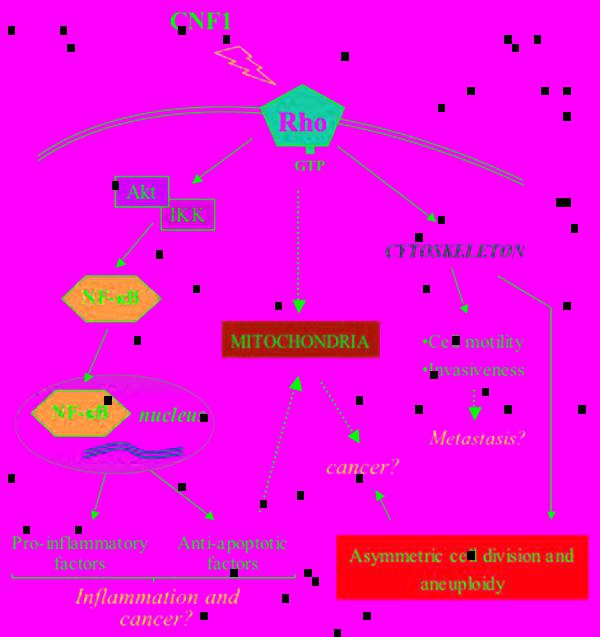 CNF1
Rho
GTP
Akt
IKK
CYTOSKELETON
NF-κB
MITOCHONDRIA
•Cell motility
•Invasiveness
NF-κB
nucleus
Metastasis?
cancer?
Pro-inflammatory
factors
Anti-apoptotic
factors
Asymmetric cell division and
aneuploidy
Inflammation and
cancer?